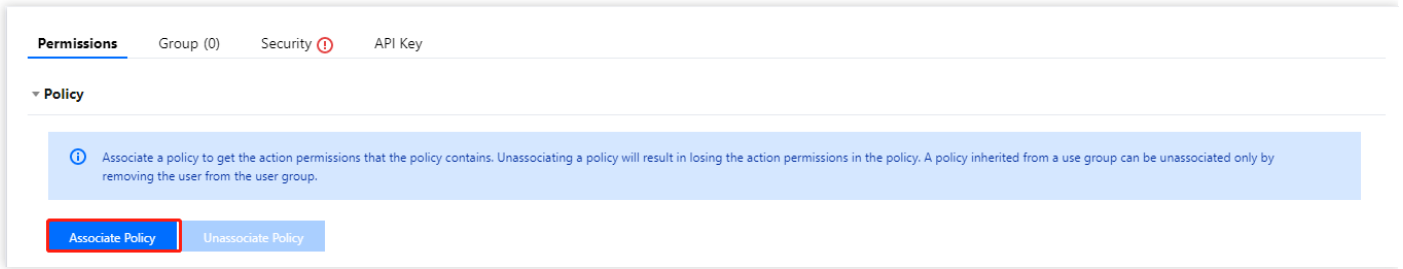 Permissions Group (0) Security API Key
Policy
Associate a policy to get the action permissions that the policy contains. Unassociating a policy will result in losing the action permissions in the policy. A policy inherited from a use group can be unassociated only by
removing the user from the user group.
Associate Policy Unassociate Policy